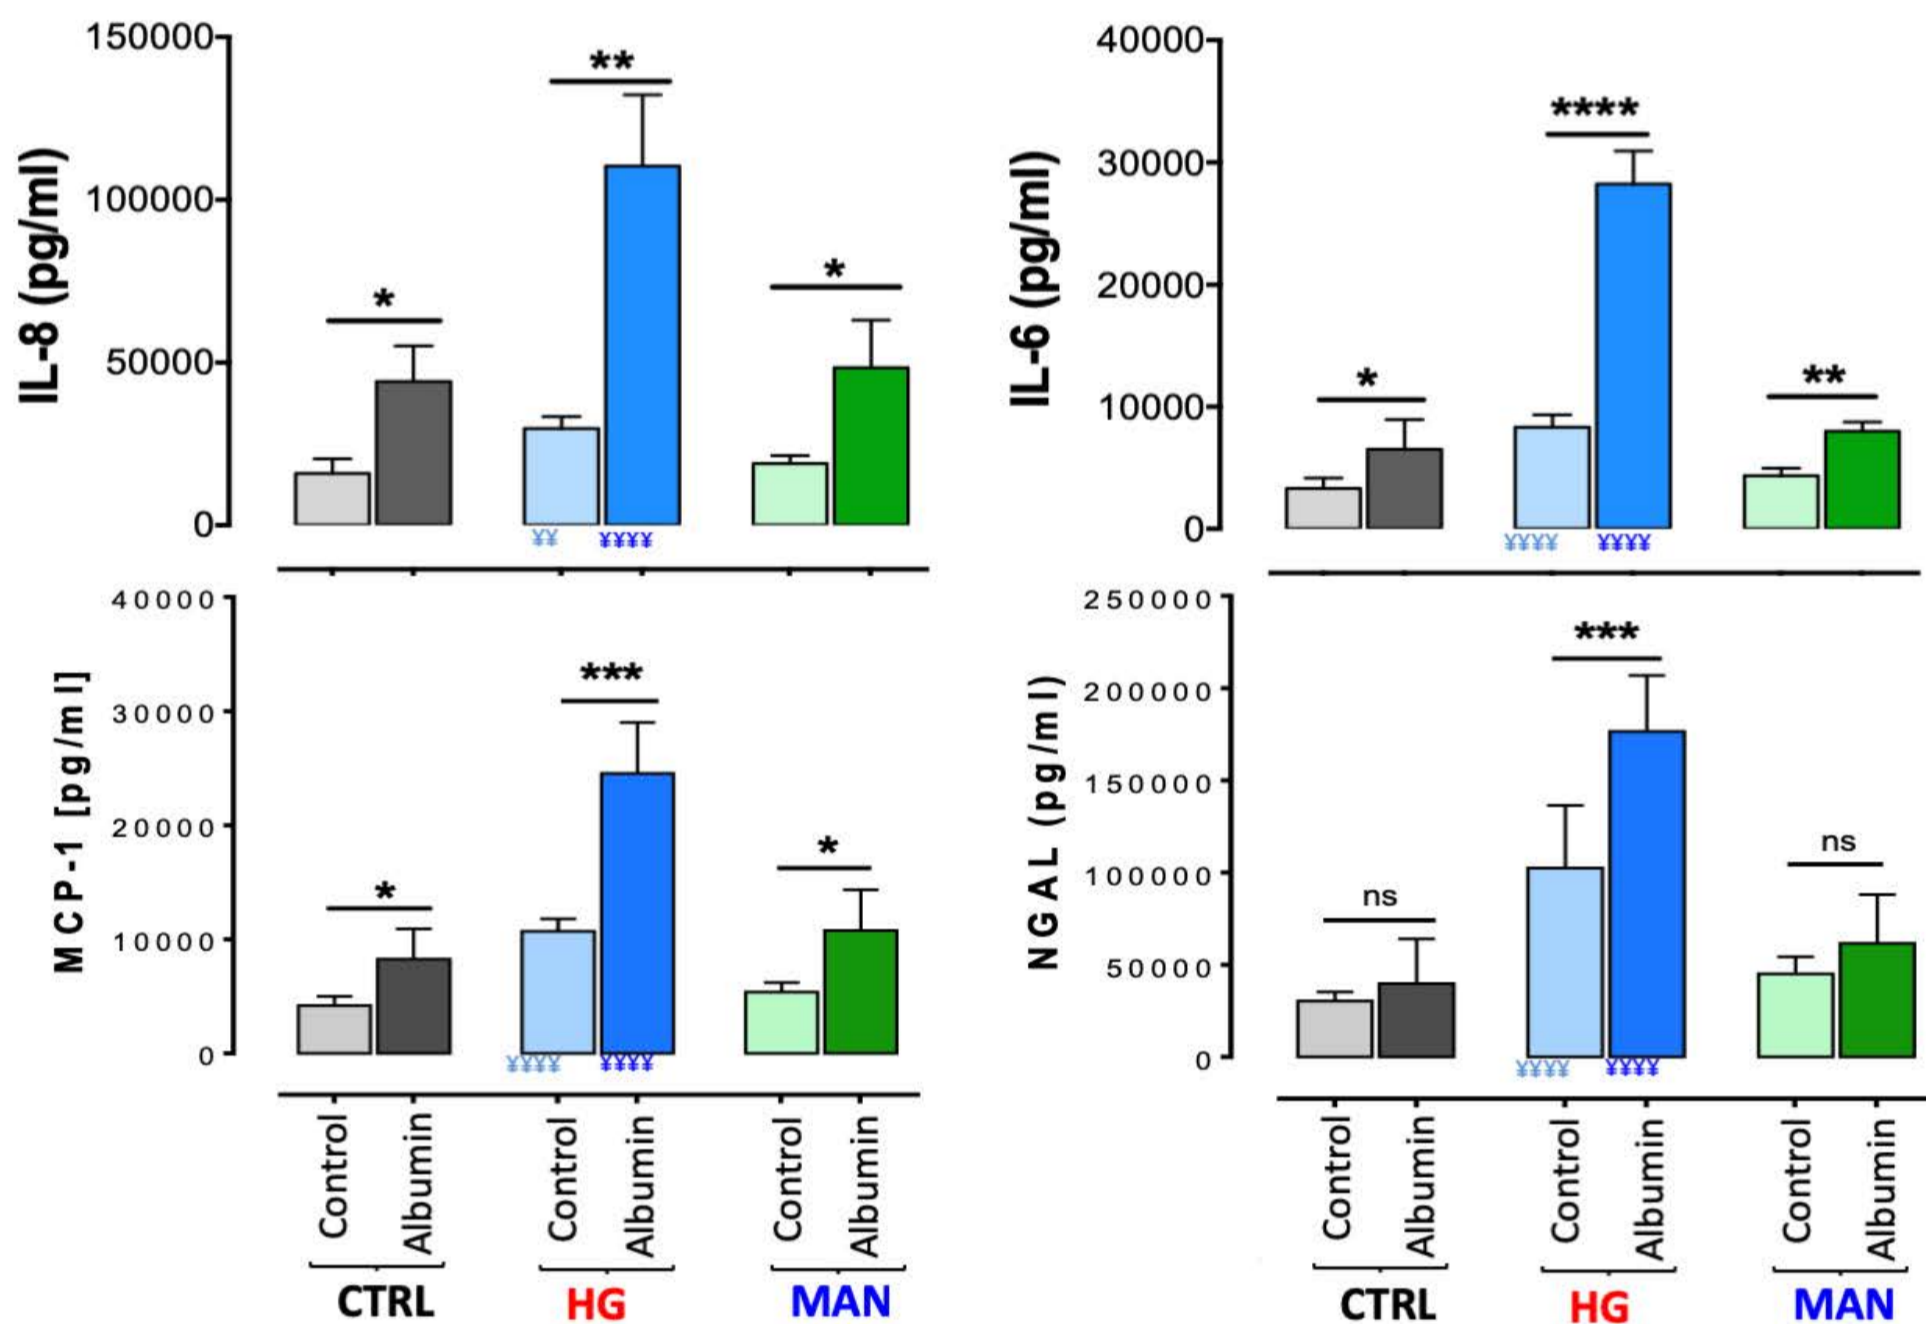 IL-8 (pg/ml)
150000
100000
50000
0
*
**
*
¥¥
¥¥¥¥
IL-6 (pg/ml)
40000
30000
20000
10000
0
*
****
**
¥¥¥¥
¥¥¥¥
MCP-1 [pg/ml]
40000
30000
20000
10000
0
*
***
*
¥¥¥¥
¥¥¥¥
Control
Albumin
Control
Albumin
Control
Albumin
CTRL
HG
MAN
NGAL (pg/ml)
250000
200000
150000
100000
50000
0
ns
***
ns
¥¥¥¥
¥¥¥¥
Control
Albumin
Control
Albumin
Control
Albumin
CTRL
HG
MAN